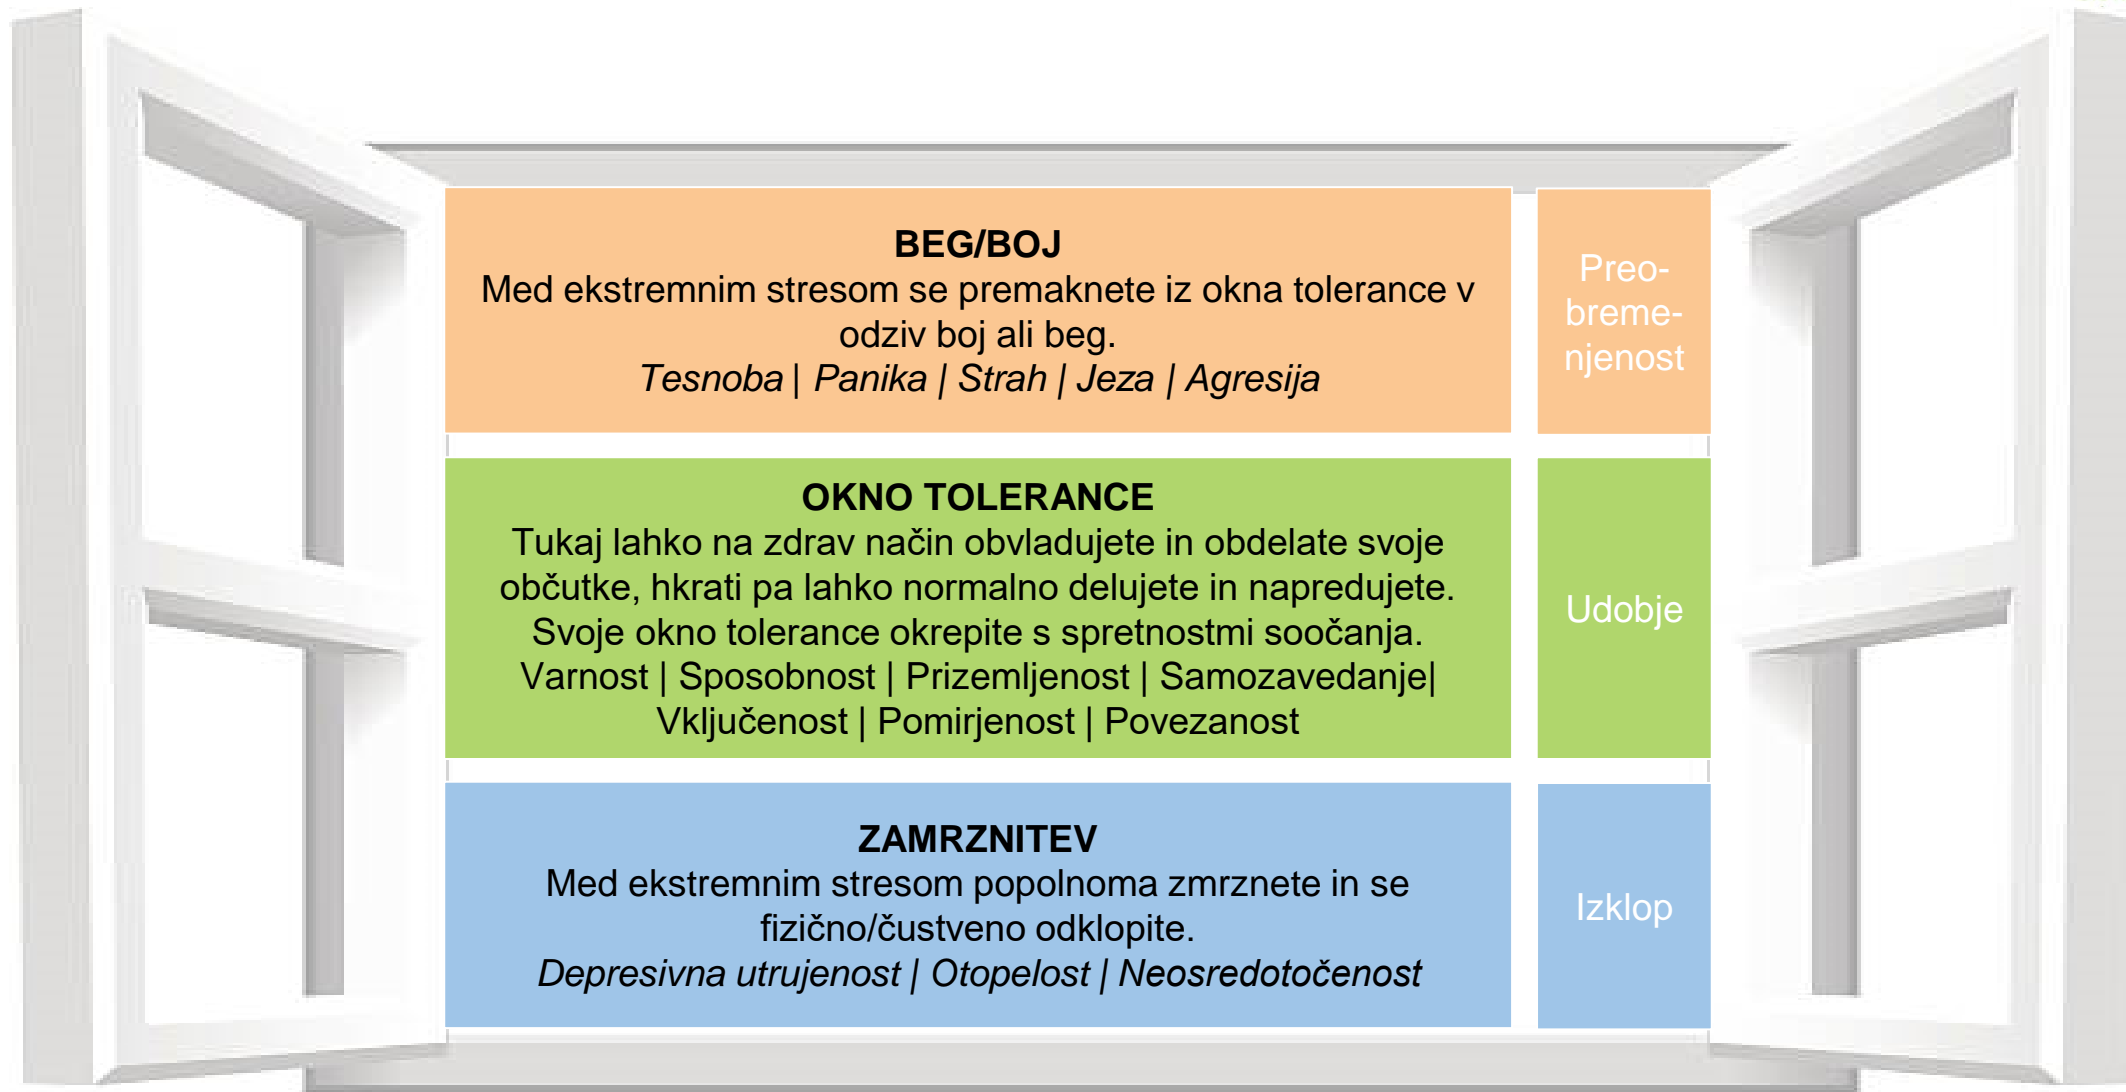 BEG/BOJ
Med ekstremnim stresom se premaknete iz okna tolerance v
odziv boj ali beg.
Tesnoba | Panika | Strah | Jeza | Agresija
Preo-
breme-
njenost
OKNO TOLERANCE
Tukaj lahko na zdrav način obvladujete in obdelate svoje
občutke, hkrati pa lahko normalno delujete in napredujete.
Svoje okno tolerance okrepite s spretnostmi soočanja.
Varnost | Sposobnost | Prizemljenost | Samozavedanje|
Vključenost | Pomirjenost | Povezanost
Udobje
ZAMRZNITEV
Med ekstremnim stresom popolnoma zmrznete in se
fizično/čustveno odklopite.
Depresivna utrujenost | Otopelost | Neosredotočenost
Izklop